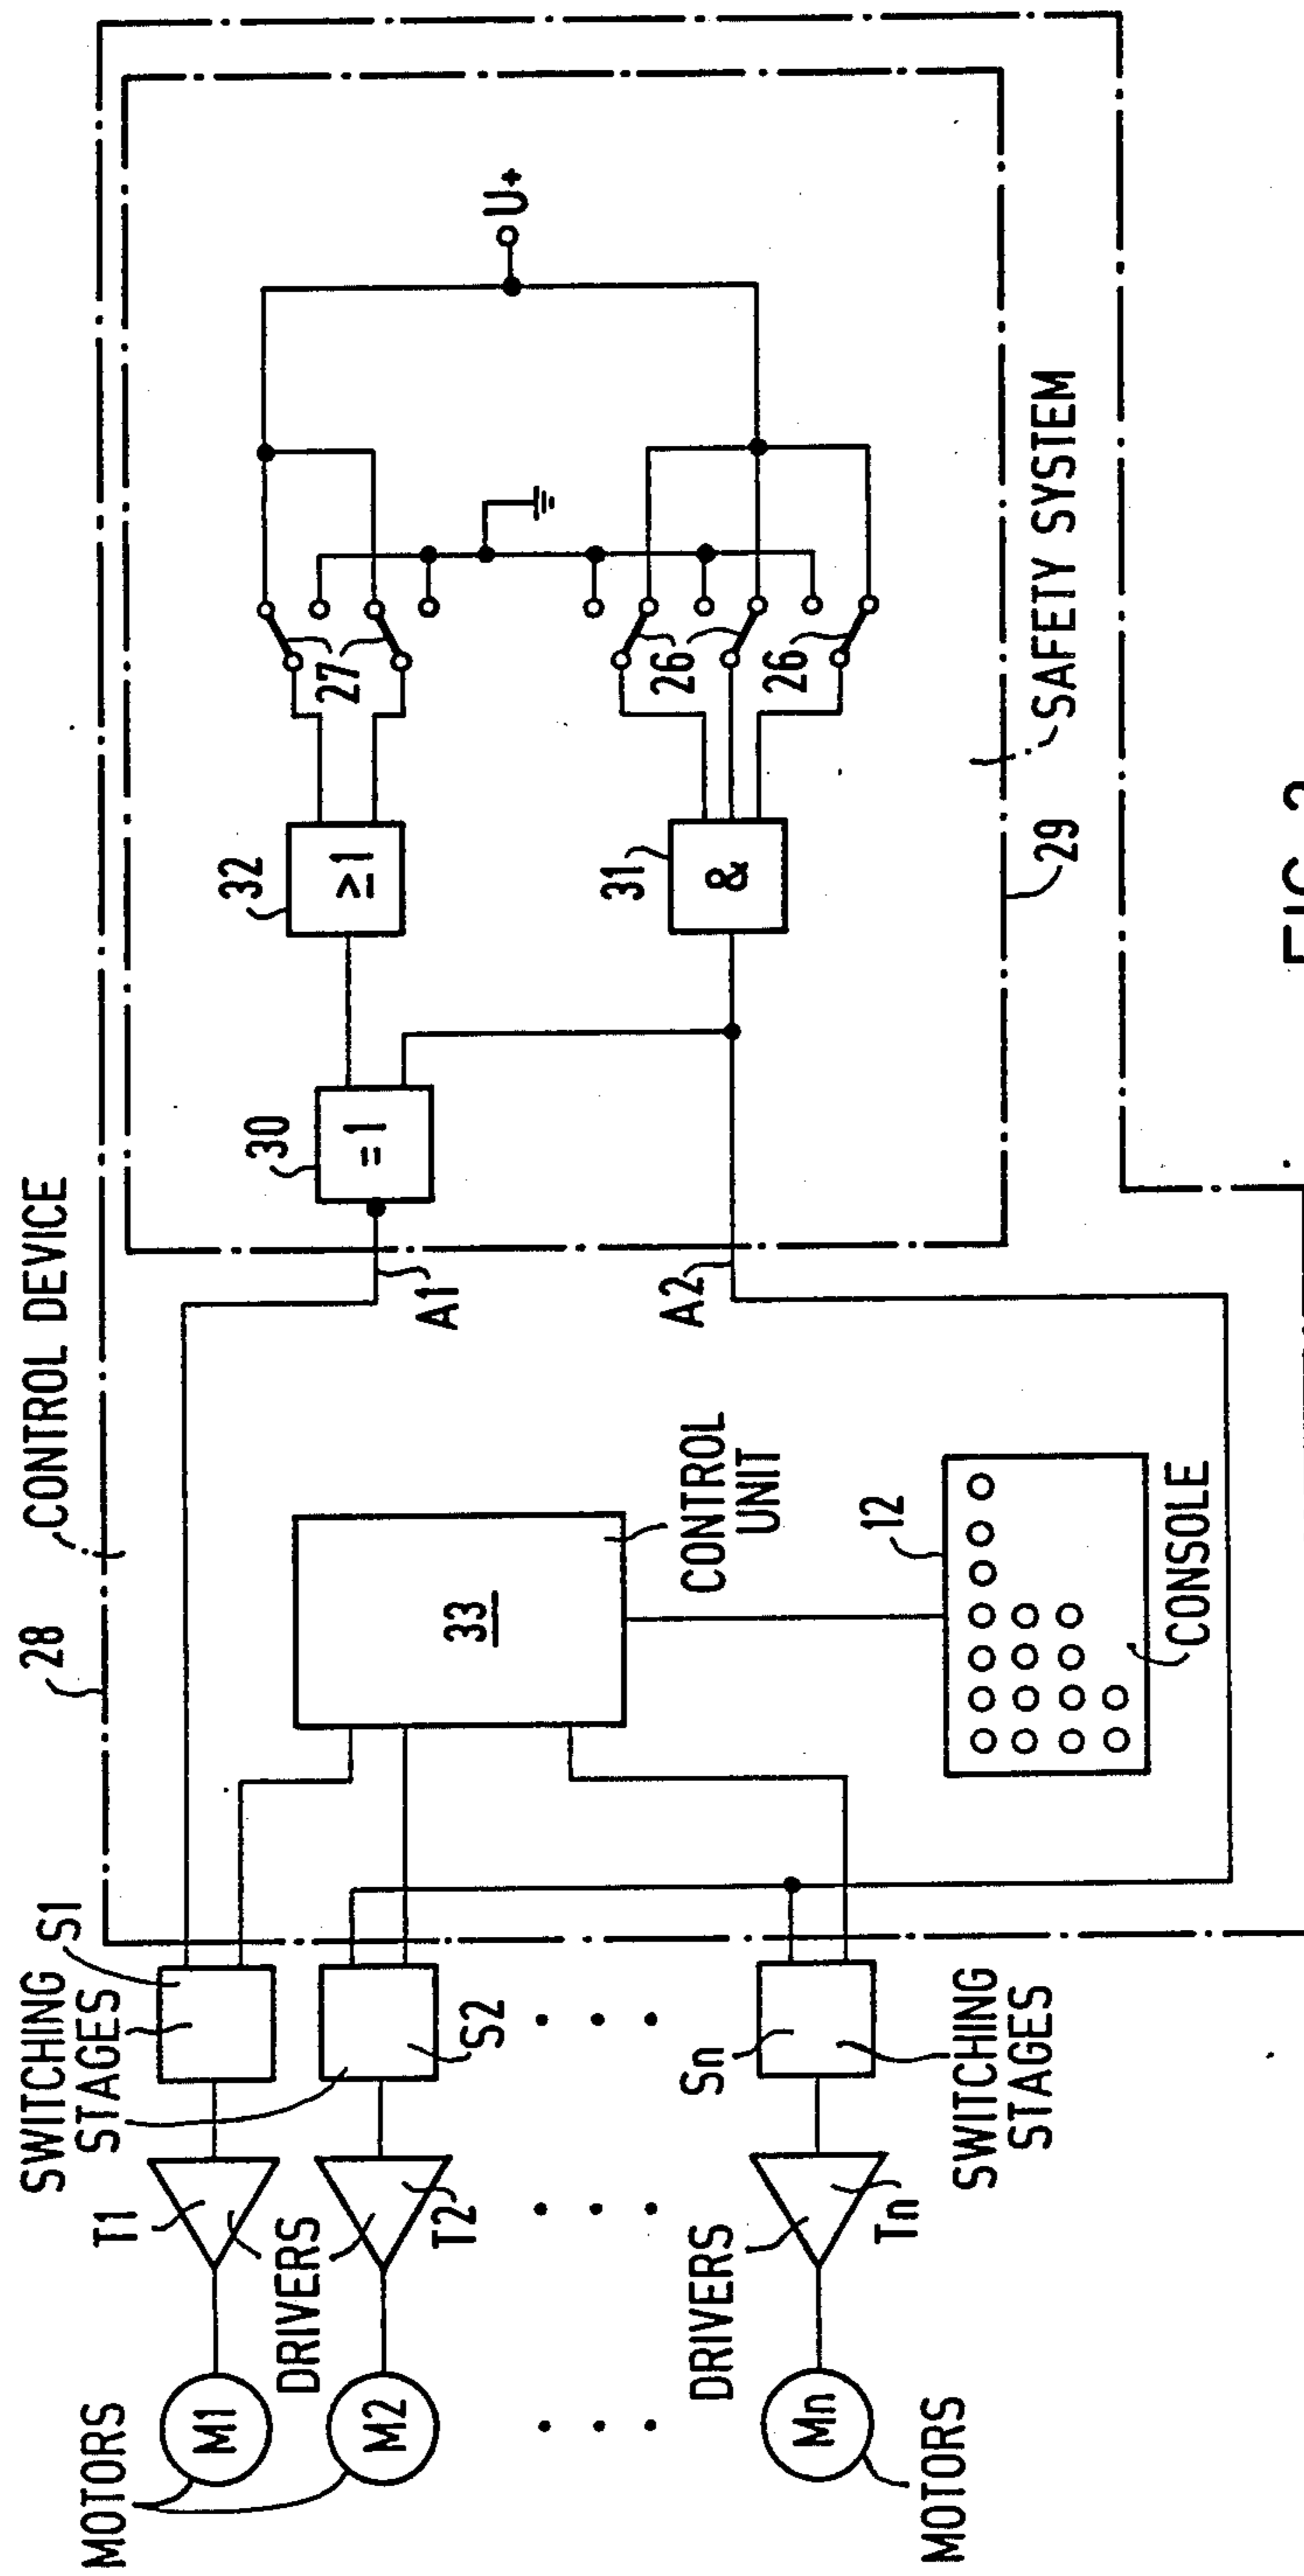 MOTORS
M1
M2
Mn
MOTORS
DRIVERS
T1
T2
DRIVERS
Tn
SWITCHING
STAGES
S1
S2
Sn
SWITCHING
STAGES
28
CONTROL DEVICE
33
CONTROL
UNIT
12
CONSOLE
A1
A2
30
=1
32
≥1
31
&
27
26
26
U+
29
SAFETY SYSTEM